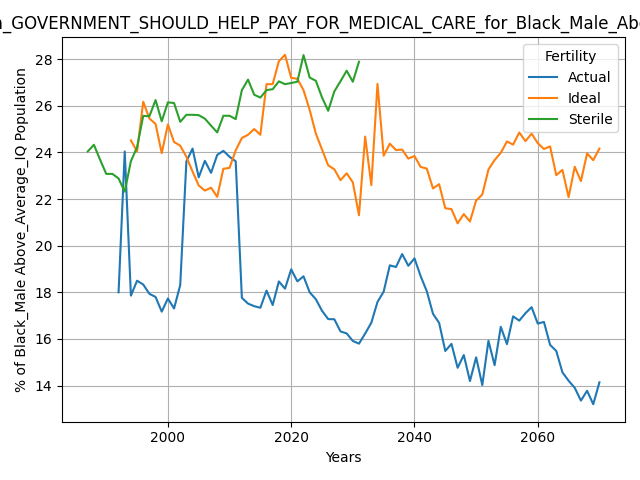 _GOVERNMENT_SHOULD_HELP_PAY_FOR_MEDICAL_CARE_for_Black_Male_Abo
% of Black_Male Above_Average_IQ Population
28
26
24
22
20
18
16
14
2000
2020
2040
2060
Years
Fertility
Actual
Ideal
Sterile